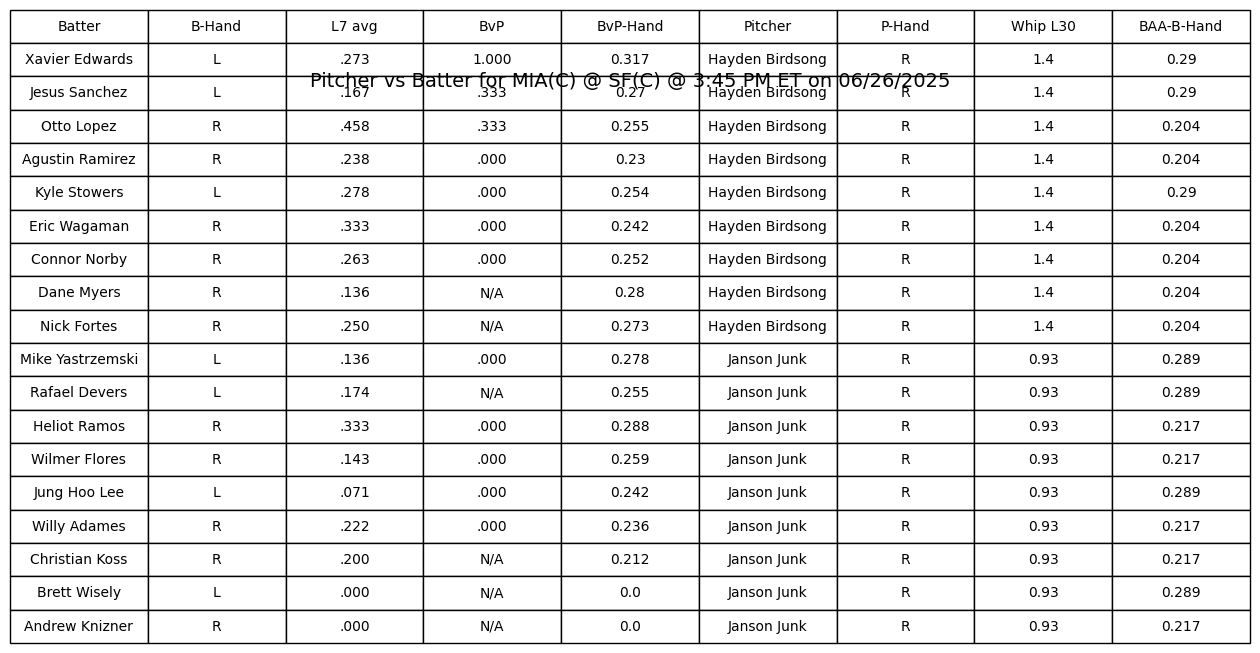 Batter B-Hand L7 avg BvP BvP-Hand Pitcher P-Hand Whip L30 BAA-B-Hand
Xavier Edwards L .273 1.000 0.317 Hayden Birdsong R 1.4 0.29
Pitcher vs Batter for MIA(C) @ SF(C) @ 3:45 PM ET on 06/26/2025
Jesus Sanchez L .167 .333 0.27 Hayden Birdsong R 1.4 0.29
Otto Lopez R .458 .333 0.255 Hayden Birdsong R 1.4 0.204
Agustin Ramirez R .238 .000 0.23 Hayden Birdsong R 1.4 0.204
Kyle Stowers L .278 .000 0.254 Hayden Birdsong R 1.4 0.29
Eric Wagaman R .333 .000 0.242 Hayden Birdsong R 1.4 0.204
Connor Norby R .263 .000 0.252 Hayden Birdsong R 1.4 0.204
Dane Myers R .136 N/A 0.28 Hayden Birdsong R 1.4 0.204
Nick Fortes R .250 N/A 0.273 Hayden Birdsong R 1.4 0.204
Mike Yastrzemski L .136 .000 0.278 Janson Junk R 0.93 0.289
Rafael Devers L .174 N/A 0.255 Janson Junk R 0.93 0.289
Heliot Ramos R .333 .000 0.288 Janson Junk R 0.93 0.217
Wilmer Flores R .143 .000 0.259 Janson Junk R 0.93 0.217
Jung Hoo Lee L .071 .000 0.242 Janson Junk R 0.93 0.289
Willy Adames R .222 .000 0.236 Janson Junk R 0.93 0.217
Christian Koss R .200 N/A 0.212 Janson Junk R 0.93 0.217
Brett Wisely L .000 N/A 0.0 Janson Junk R 0.93 0.289
Andrew Knizner R .000 N/A 0.0 Janson Junk R 0.93 0.217